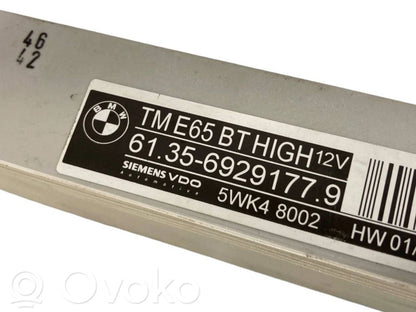 46
42
BMW
TM E65 BT HIGH 12V
61.35-6929177.9
SIEMENS VDO
Automotive
5WK4 8002
HW 01/
Ovoko